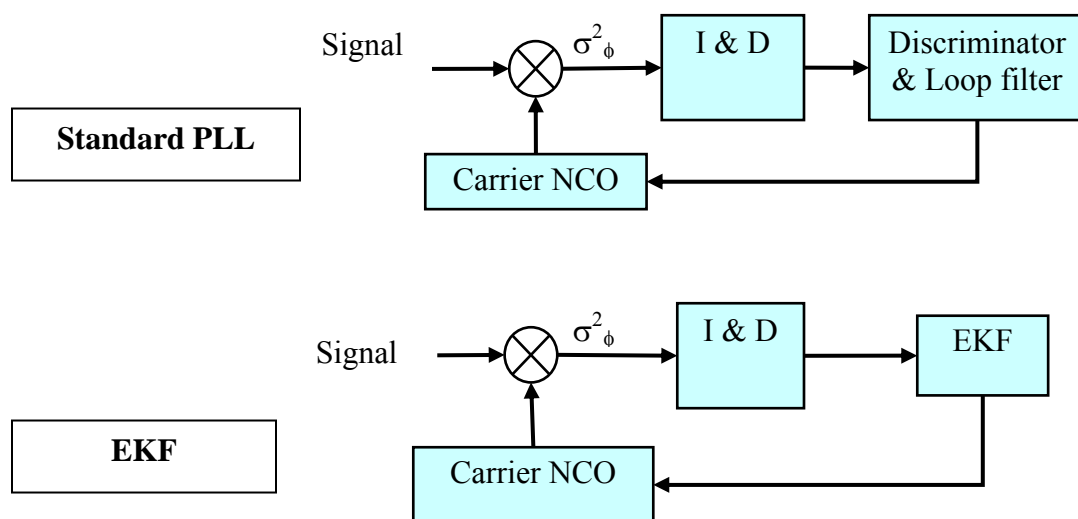 Signal
σ²ϕ
I & D
Discriminator
& Loop filter
Standard PLL
Carrier NCO
Signal
σ²ϕ
I & D
EKF
EKF
Carrier NCO